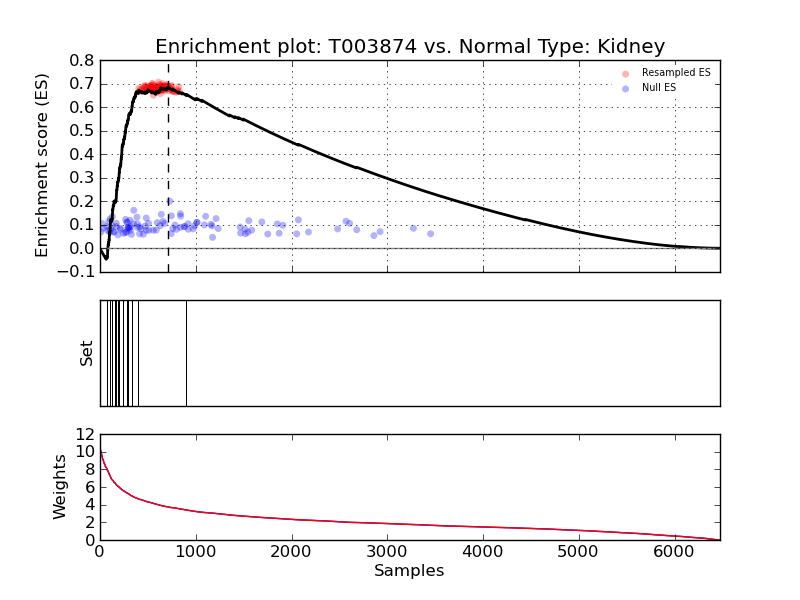 Enrichment plot: T003874 vs. Normal Type: Kidney
Enrichment score (ES)
0.8
0.7
0.6
0.5
0.4
0.3
0.2
0.1
0.0
−0.1
Resampled ES
Null ES
Set
Weights
12
10
8
6
4
2
0
0 1000 2000 3000 4000 5000 6000
Samples